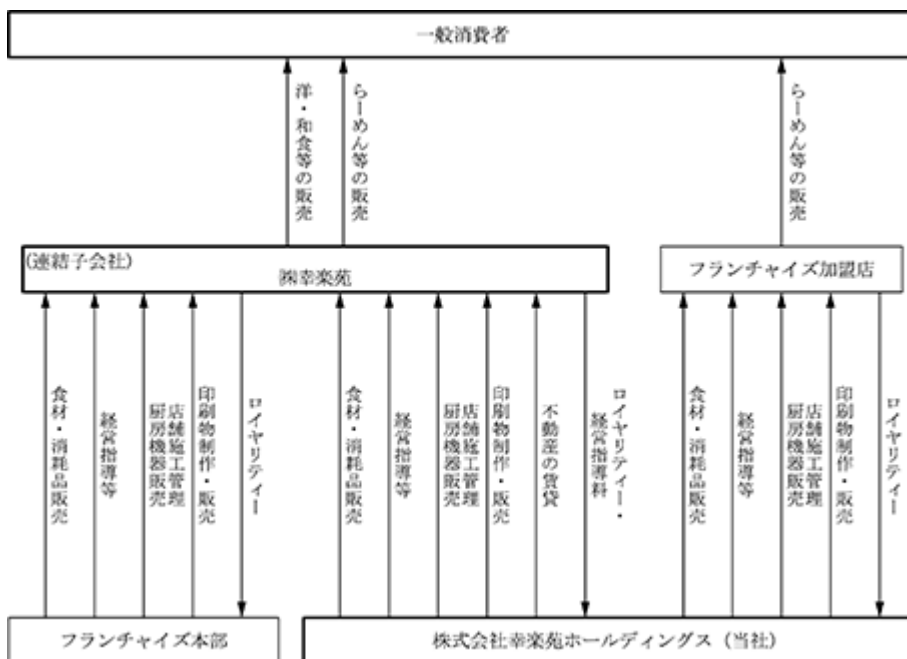 一般消費者
洋・和食等の販売
らーめん等の販売
らーめん等の販売
(連結子会社)
㈱幸楽苑
フランチャイズ加盟店
食材・消耗品販売
経営指導等
店舗施工管理
厨房機器販売
印刷物制作・販売
ロイヤリティー
食材・消耗品販売
経営指導等
店舗施工管理
厨房機器販売
印刷物制作・販売
不動産の賃貸
ロイヤリティー・
経営指導料
食材・消耗品販売
経営指導等
店舗施工管理
厨房機器販売
印刷物制作・販売
ロイヤリティー
フランチャイズ本部
株式会社幸楽苑ホールディングス（当社）